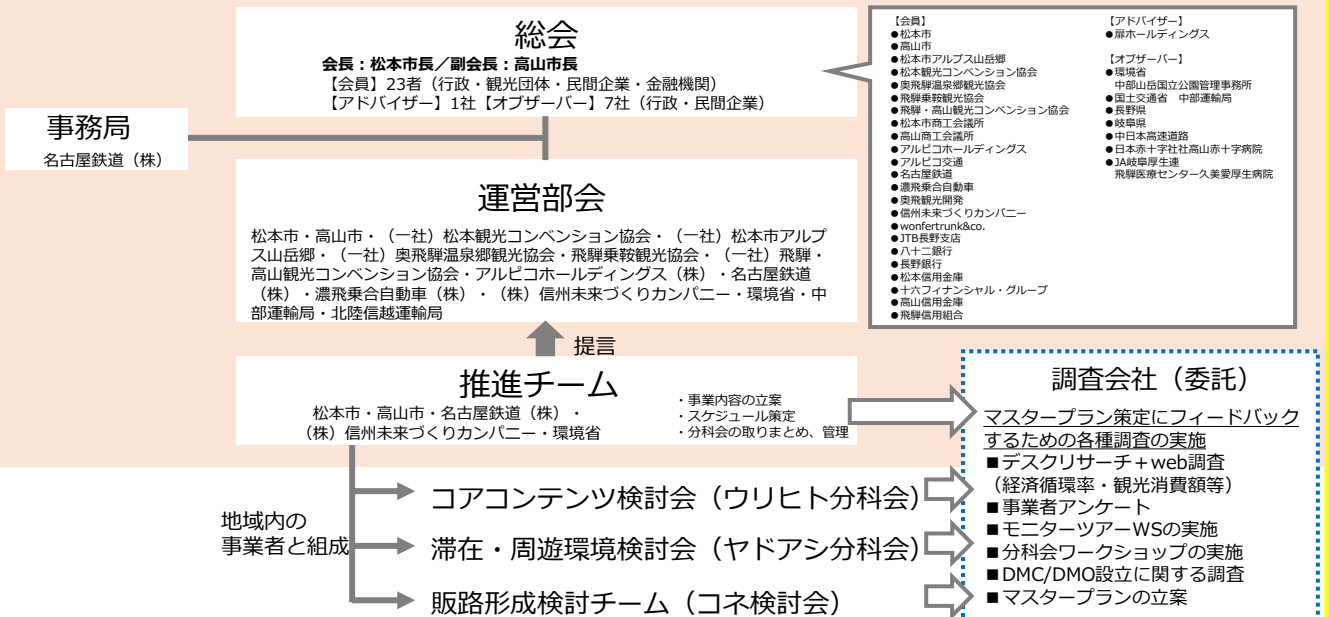 総会
会長：松本市長／副会長：高山市長
【会員】23者（行政・観光団体・民間企業・金融機関）
【アドバイザー】1社【オブザーバー】7社（行政・民間企業）
【会員】
●松本市
●高山市
●松本市アルプス山岳郷
●松本観光コンベンション協会
●奥飛騨温泉郷観光協会
●飛騨乗鞍観光協会
●飛騨・高山観光コンベンション協会
●松本市商工会議所
●高山商工会議所
●アルピコホールディングス
●アルピコ交通
●名古屋鉄道
●濃飛乗合自動車
●奥飛観光開発
●信州未来づくりカンパニー
●wonfertrunk&co.
●JTB長野支店
●八十二銀行
●長野銀行
●松本信用金庫
●十六フィナンシャル・グループ
●高山信用金庫
●飛騨信用組合
【アドバイザー】
●扉ホールディングス
【オブザーバー】
●環境省
中部山岳国立公園管理事務所
●国土交通省　中部運輸局
●長野県
●岐阜県
●中日本高速道路
●日本赤十字社社高山赤十字病院
●JA岐阜厚生連
飛騨医療センター久美愛厚生病院
事務局
名古屋鉄道（株）
運営部会
松本市・高山市・（一社）松本観光コンベンション協会・（一社）松本市アルプ
ス山岳郷・（一社）奥飛騨温泉郷観光協会・飛騨乗鞍観光協会・（一社）飛騨・
高山観光コンベンション協会・アルピコホールディングス（株）・名古屋鉄道
（株）・濃飛乗合自動車（株）・（株）信州未来づくりカンパニー・環境省・中
部運輸局・北陸信越運輸局
提言
推進チーム
松本市・高山市・名古屋鉄道（株）・
（株）信州未来づくりカンパニー・環境省
・事業内容の立案
・スケジュール策定
・分科会の取りまとめ、管理
地域内の
事業者と組成
コアコンテンツ検討会（ウリヒト分科会）
滞在・周遊環境検討会（ヤドアシ分科会）
販路形成検討チーム（コネ検討会）
調査会社（委託）
マスタープラン策定にフィードバック
するための各種調査の実施
■デスクリサーチ＋web調査
（経済循環率・観光消費額等）
■事業者アンケート
■モニターツアーWSの実施
■分科会ワークショップの実施
■DMC/DMO設立に関する調査
■マスタープランの立案